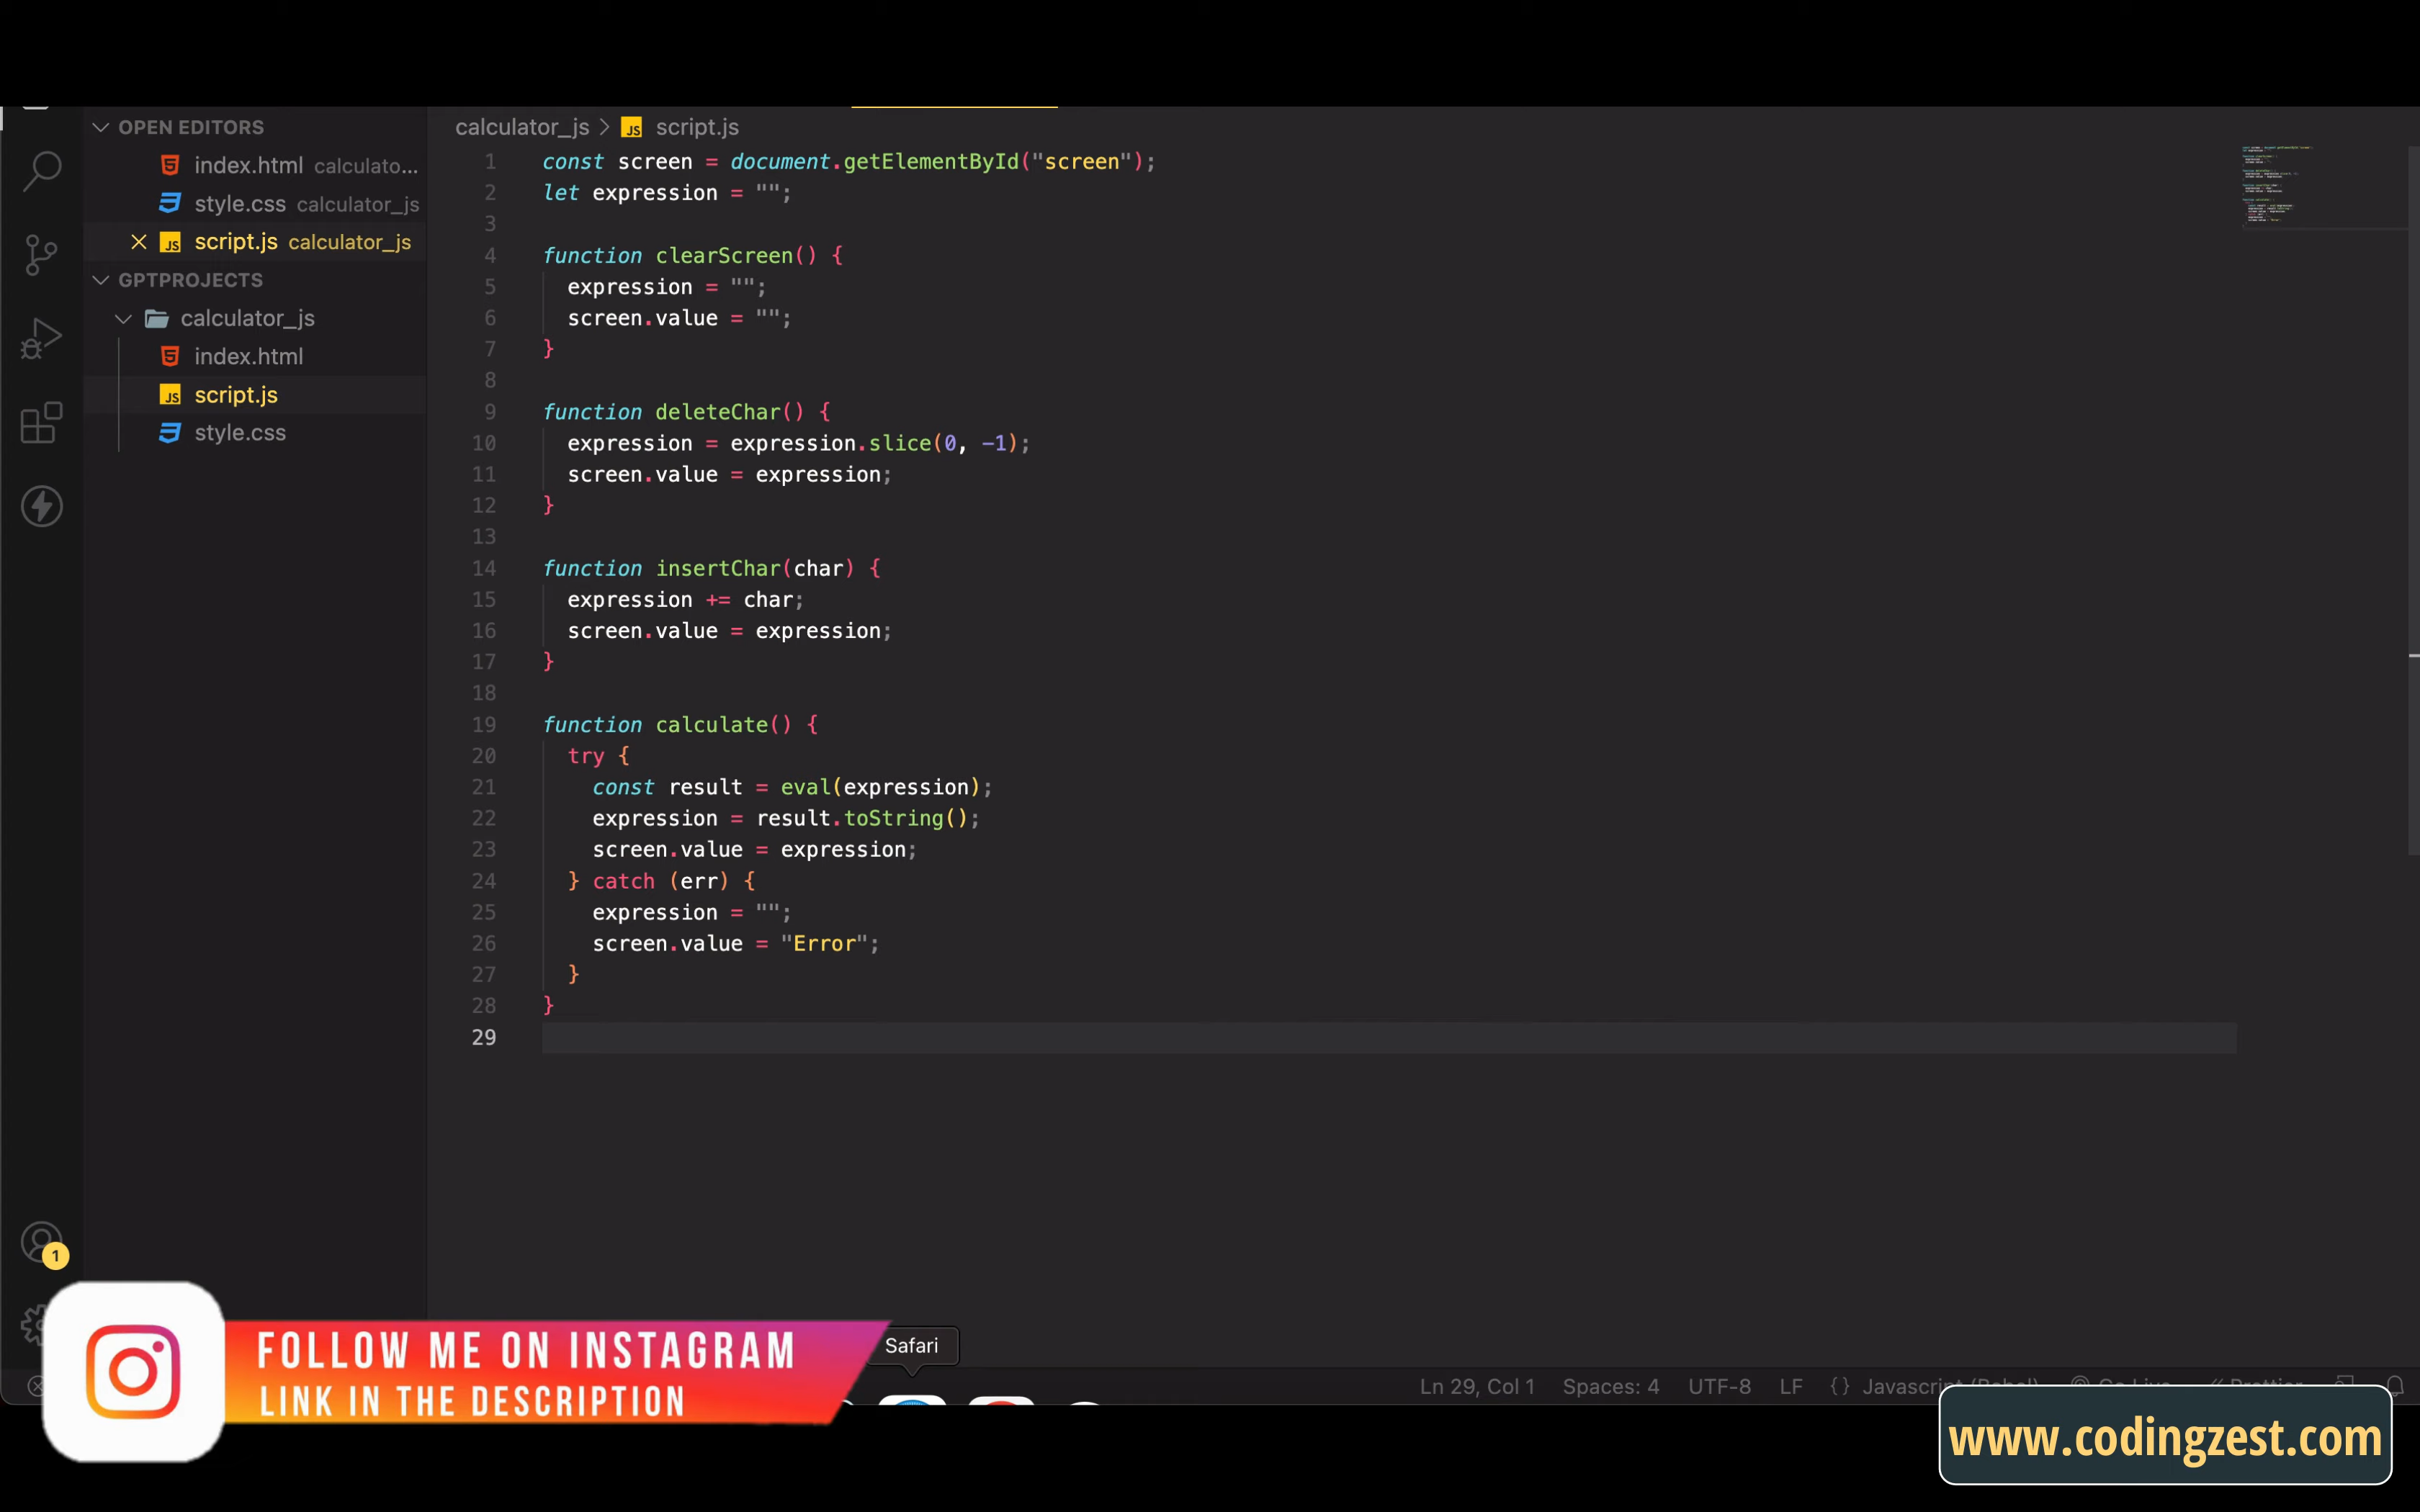 OPEN EDITORS
index.html calculato...
style.css calculator_js
script.js calculator_js
GPTPROJECTS
calculator_js
index.html
script.js
style.css
1
calculator_js > script.js
1 const screen = document.getElementById("screen");
2 let expression = "";
3
4 function clearScreen() {
5 expression = "";
6 screen.value = "";
7 }
8
9 function deleteChar() {
10 expression = expression.slice(0, -1);
11 screen.value = expression;
12 }
13
14 function insertChar(char) {
15 expression += char;
16 screen.value = expression;
17 }
18
19 function calculate() {
20 try {
21 const result = eval(expression);
22 expression = result.toString();
23 screen.value = expression;
24 } catch (err) {
25 expression = "";
26 screen.value = "Error";
27 }
28 }
29
FOLLOW ME ON INSTAGRAM
LINK IN THE DESCRIPTION
Safari
Ln 29, Col 1 Spaces: 4 UTF-8 LF {} Javascript
www.codingzest.com